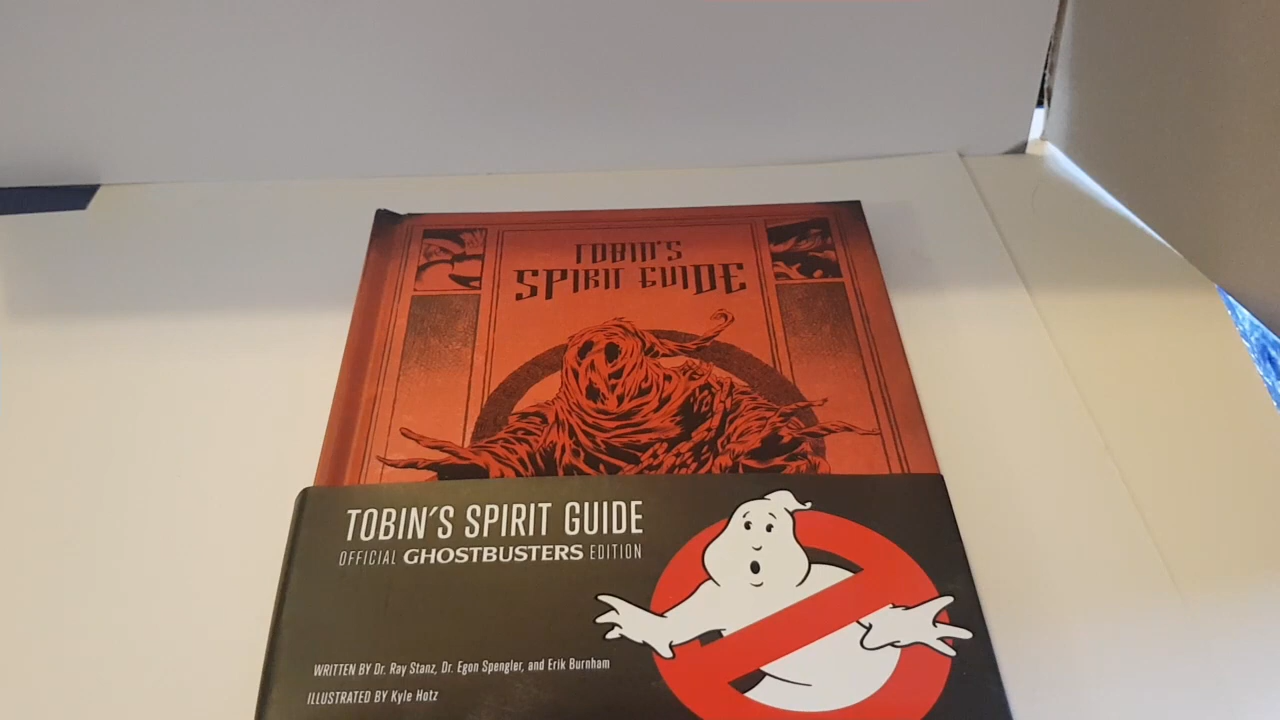 TOBIN'S
SPIRIT GUIDE
TOBIN'S SPIRIT GUIDE
OFFICIAL GHOSTBUSTERS EDITION
WRITTEN BY Dr. Ray Stanz, Dr. Egon Spengler, and Erik Burnham
ILLUSTRATED BY Kyle Hotz